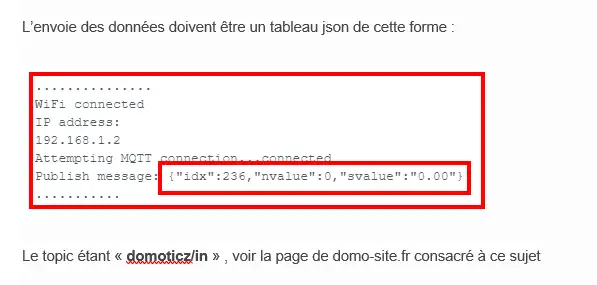 L’envoie des données doivent être un tableau json de cette forme :
...............
WiFi connected
IP address:
192.168.1.2
Attempting MQTT connection...connected
Publish message: {"idx":236,"nvalue":0,"svalue":"0.00"}
...........
Le topic étant « domoticz/in » , voir la page de domo-site.fr consacré à ce sujet